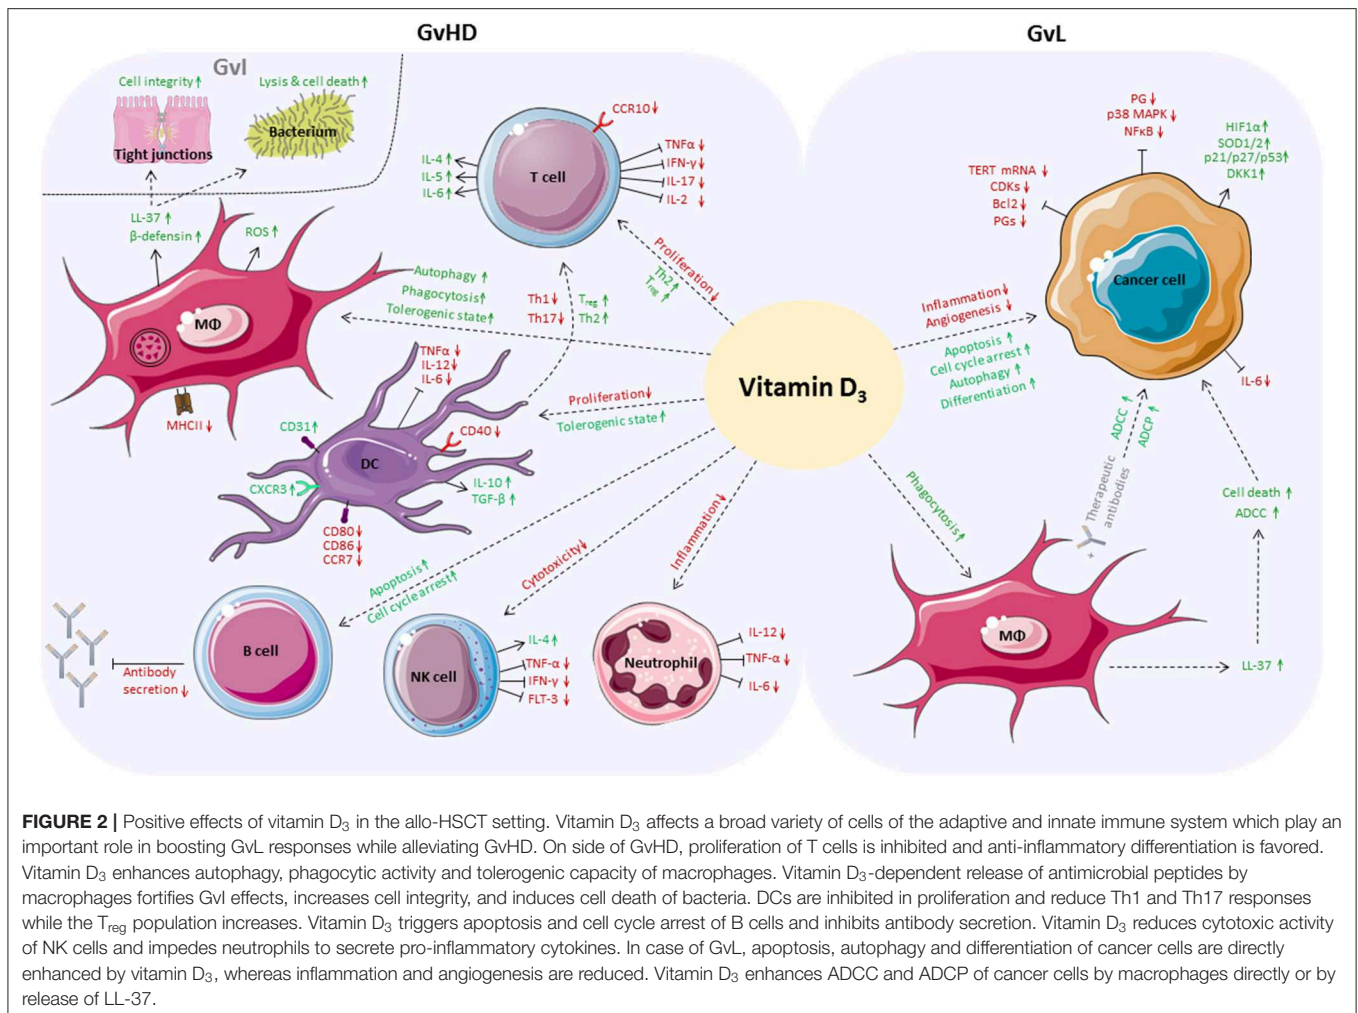 GvHD
GvL
GvI
Cell integrity↑
Lysis & cell death↑
Tight junctions
Bacterium
LL-37 ↑
β-defensin ↑
ROS↑
MΦ
MHCII↓
Autophagy ↑
Phagocytosis↑
Tolerogenic state↑
CCR10↓
T cell
IL-4↑
IL-5↑
IL-6↑
TNFα↓
IFN-γ↓
IL-17↓
IL-2↓
Proliferation↓
Th2↑
Treg↑
Th1↓
Th17↓
Treg↑
Th2↑
TNFα↓
IL-12↓
IL-6↓
CD31↑
CD40↓
DC
CXCR3↑
IL-10↑
TGF-β↑
CD80↓
CD86↓
CCR7↓
Proliferation↓
Tolerogenic state↑
Vitamin D3
Apoptosis↑
Cell cycle arrest↑
B cell
Antibody
secretion↓
Cytotoxicity↓
NK cell
IL-4↑
TNF-α↓
IFN-γ↓
FLT-3↓
Inflammation↓
Neutrophil
IL-12↓
TNF-α↓
IL-6↓
PG↓
p38 MAPK↓
NFκB↓
HIF1α↑
SOD1/2↑
p21/p27/p53↑
DKK1↑
TERT mRNA ↓
CDKs↓
Bcl2↓
PGs↓
Cancer cell
IL-6↓
Inflammation↓
Angiogenesis ↓
Apoptosis ↑
Cell cycle arrest↑
Autophagy ↑
Differentiation ↑
Phagocytosis↑
ADCC ↑
ADCP ↑
+
Therapeutic
antibodies
Cell death ↑
ADCC ↑
MΦ
LL-37 ↑
FIGURE 2 | Positive effects of vitamin D3 in the allo-HSCT setting. Vitamin D3 affects a broad variety of cells of the adaptive and innate immune system which play an
important role in boosting GvL responses while alleviating GvHD. On side of GvHD, proliferation of T cells is inhibited and anti-inflammatory differentiation is favored.
Vitamin D3 enhances autophagy, phagocytic activity and tolerogenic capacity of macrophages. Vitamin D3-dependent release of antimicrobial peptides by
macrophages fortifies GvI effects, increases cell integrity, and induces cell death of bacteria. DCs are inhibited in proliferation and reduce Th1 and Th17 responses
while the Treg population increases. Vitamin D3 triggers apoptosis and cell cycle arrest of B cells and inhibits antibody secretion. Vitamin D3 reduces cytotoxic activity
of NK cells and impedes neutrophils to secrete pro-inflammatory cytokines. In case of GvL, apoptosis, autophagy and differentiation of cancer cells are directly
enhanced by vitamin D3, whereas inflammation and angiogenesis are reduced. Vitamin D3 enhances ADCC and ADCP of cancer cells by macrophages directly or by
release of LL-37.